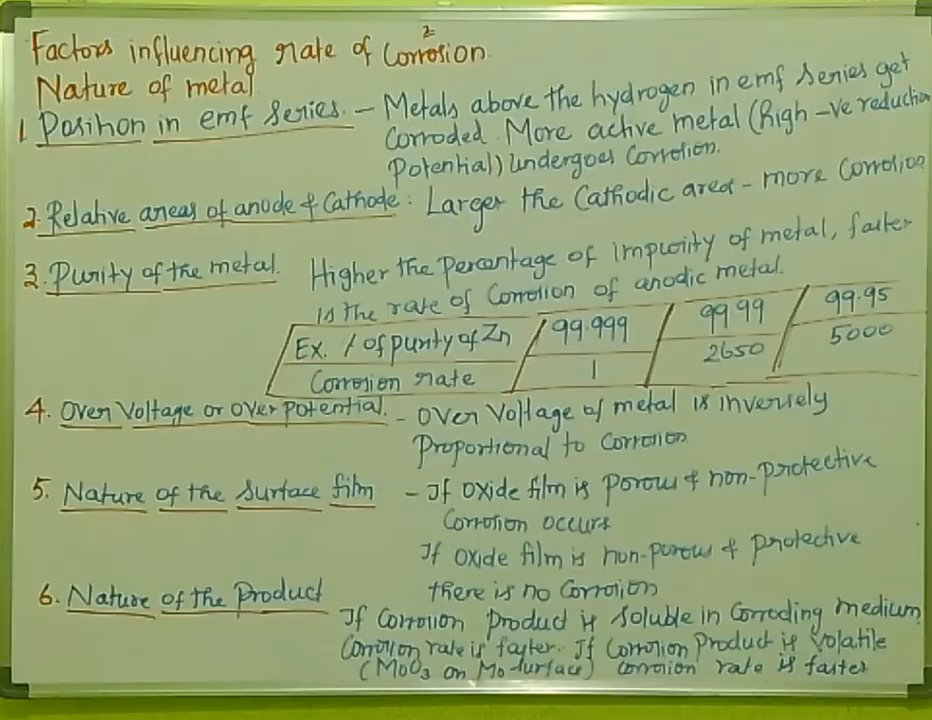 Factors influencing rate of Corrosion.
Nature of metal
1. Position in emf series. - Metals above the hydrogen in emf series get
corroded. More active metal (high -ve reduction
Potential) undergoes Corrosion.
2. Relative areas of anode & Cathode: Larger the Cathodic area - more Corrosion
3. Purity of the metal. Higher the percentage of impurity of metal, faster
is the rate of Corrosion of anodic metal.
Ex. % of purity of Zn 99.999 99.99 99.95
Corrosion rate 1 2650 5000
4. Over Voltage or over potential. - Over Voltage of metal is inversely
Proportional to Corrosion
5. Nature of the Surface film - If oxide film is porous & non-protective
Corrosion occurs
If oxide film is non-porous & protective
there is no Corrosion
6. Nature of the Product
If Corrosion Product is soluble in Corroding medium
Corrosion rate is faster. If Corrosion Product is Volatile
(MoO3 on Mo surface) corrosion rate is faster